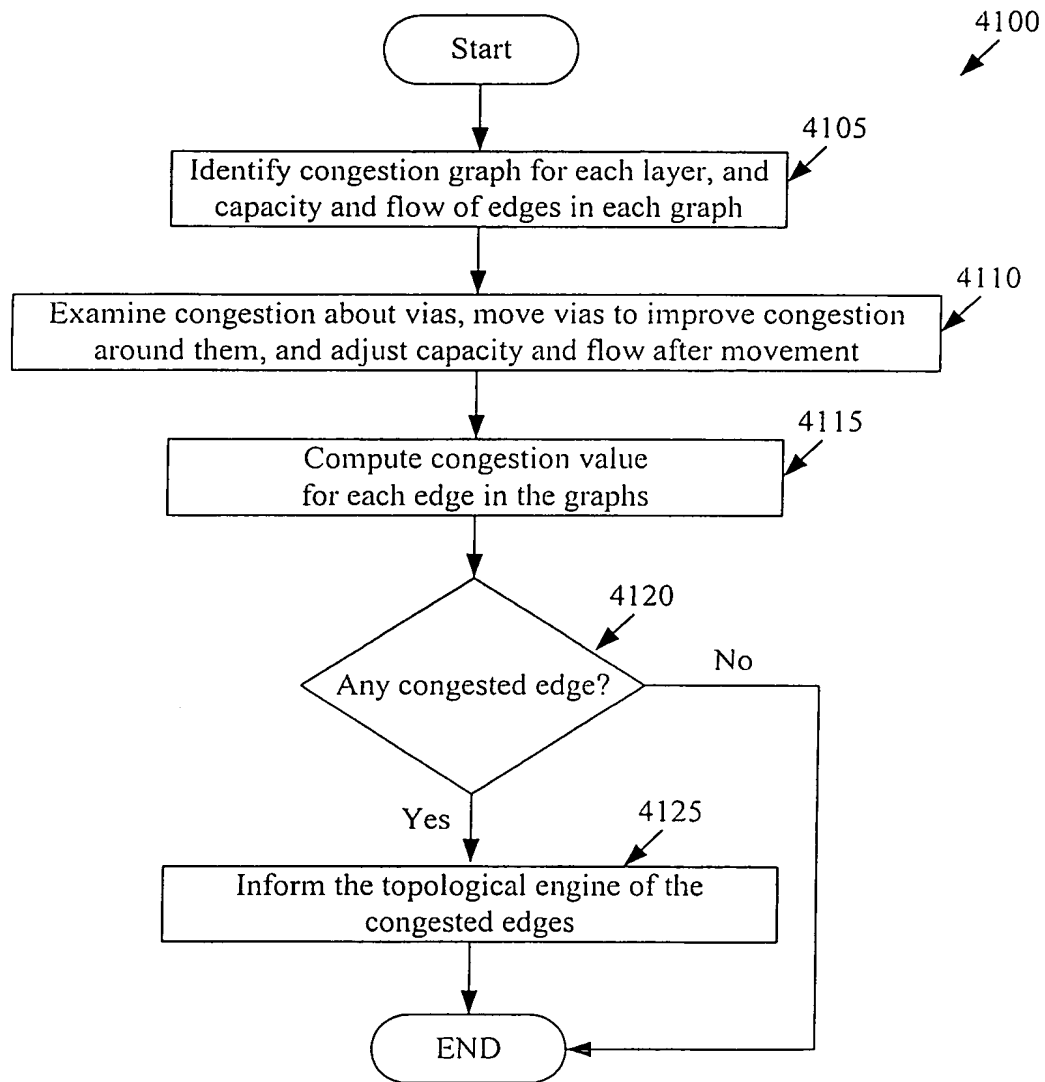 4100
Start
4105
Identify congestion graph for each layer, and
capacity and flow of edges in each graph
4110
Examine congestion about vias, move vias to improve congestion
around them, and adjust capacity and flow after movement
4115
Compute congestion value
for each edge in the graphs
4120
Any congested edge?
No
Yes
4125
Inform the topological engine of the
congested edges
END